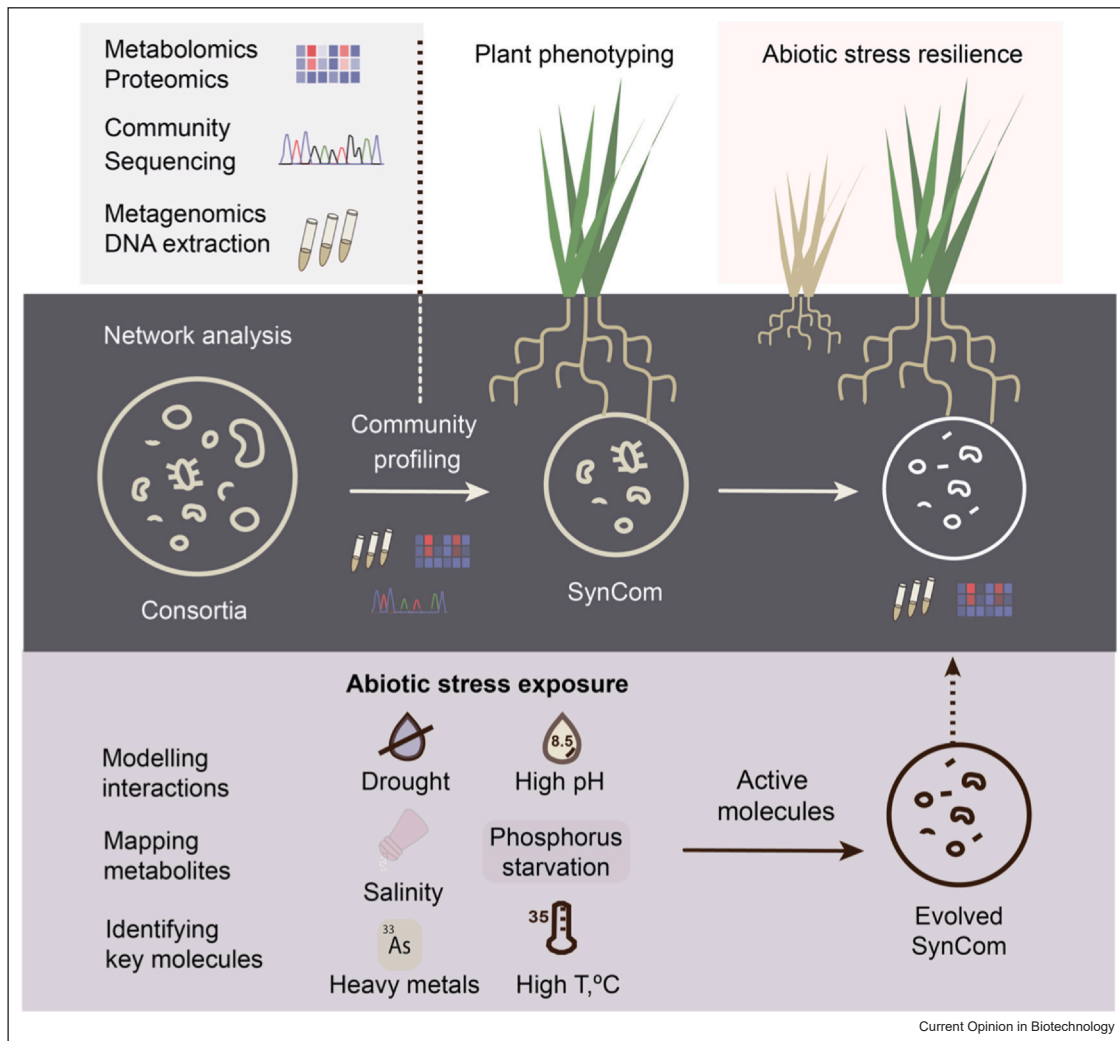 Metabolomics
Proteomics
Community
Sequencing
Metagenomics
DNA extraction
Plant phenotyping
Abiotic stress resilience
Network analysis
Community
profiling
Consortia
SynCom
Abiotic stress exposure
Modelling
interactions
Mapping
metabolites
Identifying
key molecules
Drought
8.5
High pH
Salinity
Phosphorus
starvation
33
As
Heavy metals
35
High T,ºC
Active
molecules
Evolved
SynCom
Current Opinion in Biotechnology